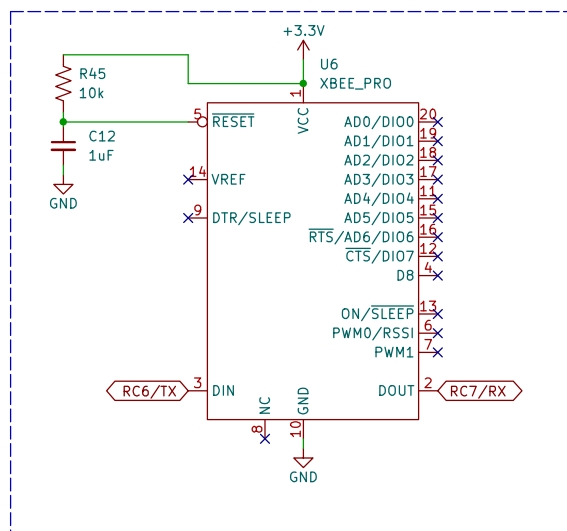 +3.3V
U6
XBEE_PRO
R45
10k
C12
1uF
GND
1
VCC
5
RESET
14
VREF
9
DTR/SLEEP
3
DIN
RC6/TX
AD0/DIO0
20
AD1/DIO1
19
AD2/DIO2
18
AD3/DIO3
17
AD4/DIO4
11
AD5/DIO5
15
RTS/AD6/DIO6
16
CTS/DIO7
12
D8
4
ON/SLEEP
13
PWM0/RSSI
6
PWM1
7
DOUT
2
RC7/RX
NC
8
GND
10
GND